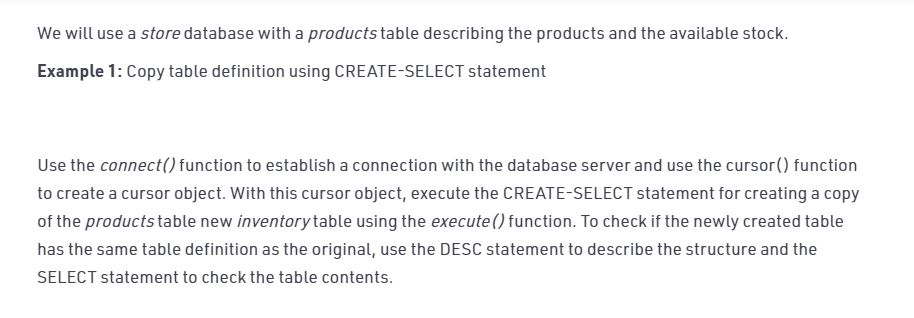 We will use a store database with a products table describing the products and the available stock.
Example 1: Copy table definition using CREATE-SELECT statement
Use the connect() function to establish a connection with the database server and use the cursor() function
to create a cursor object. With this cursor object, execute the CREATE-SELECT statement for creating a copy
of the products table new inventory table using the execute() function. To check if the newly created table
has the same table definition as the original, use the DESC statement to describe the structure and the
SELECT statement to check the table contents.